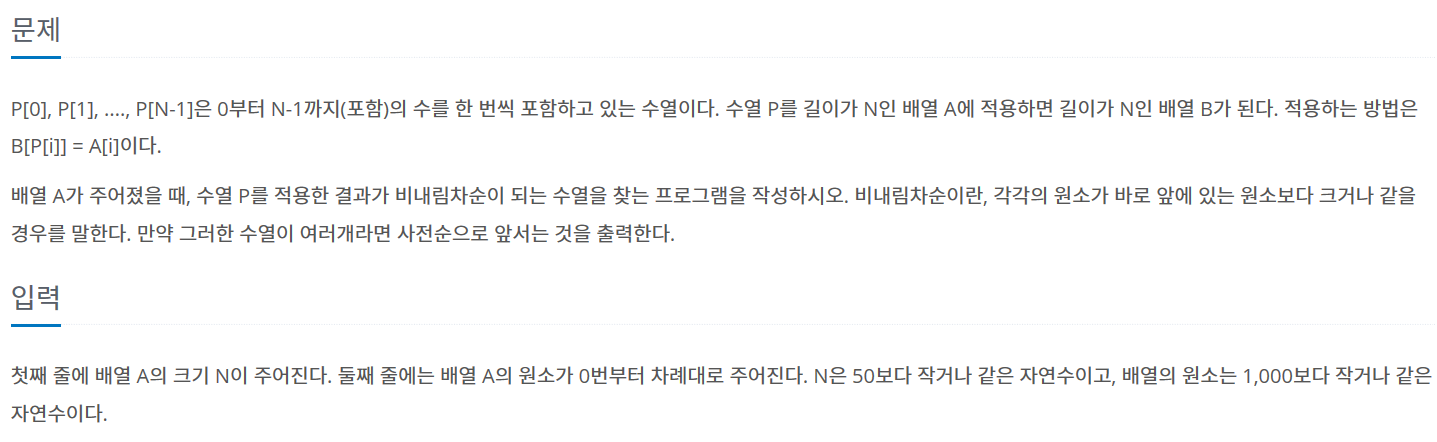 문제
P[0], P[1], ...., P[N-1]은 0부터 N-1까지(포함)의 수를 한 번씩 포함하고 있는 수열이다. 수열 P를 길이가 N인 배열 A에 적용하면 길이가 N인 배열 B가 된다. 적용하는 방법은
B[P[i]] = A[i]이다.
배열 A가 주어졌을 때, 수열 P를 적용한 결과가 비내림차순이 되는 수열을 찾는 프로그램을 작성하시오. 비내림차순이란, 각각의 원소가 바로 앞에 있는 원소보다 크거나 같을
경우를 말한다. 만약 그러한 수열이 여러개라면 사전순으로 앞서는 것을 출력한다.
입력
첫째 줄에 배열 A의 크기 N이 주어진다. 둘째 줄에는 배열 A의 원소가 0번부터 차례대로 주어진다. N은 50보다 작거나 같은 자연수이고, 배열의 원소는 1,000보다 작거나 같은
자연수이다.